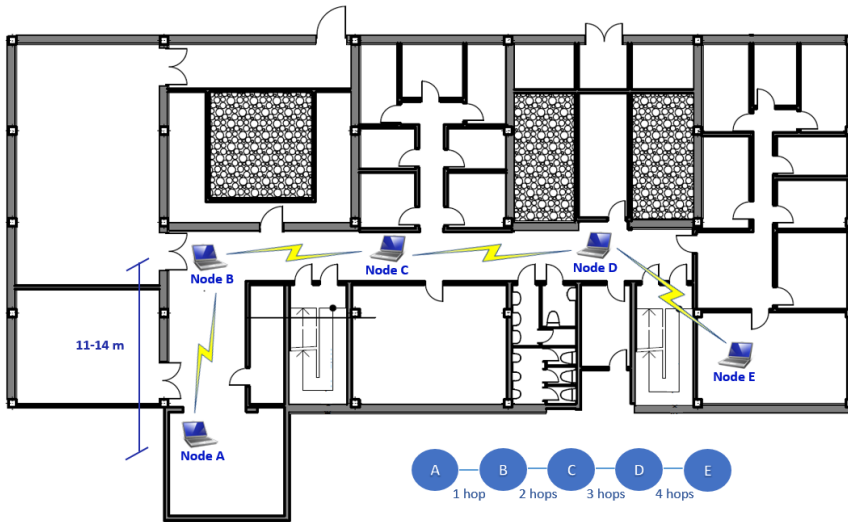 Node B
Node C
Node D
11-14 m
Node E
Node A
A
B
C
D
E
1 hop
2 hops
3 hops
4 hops